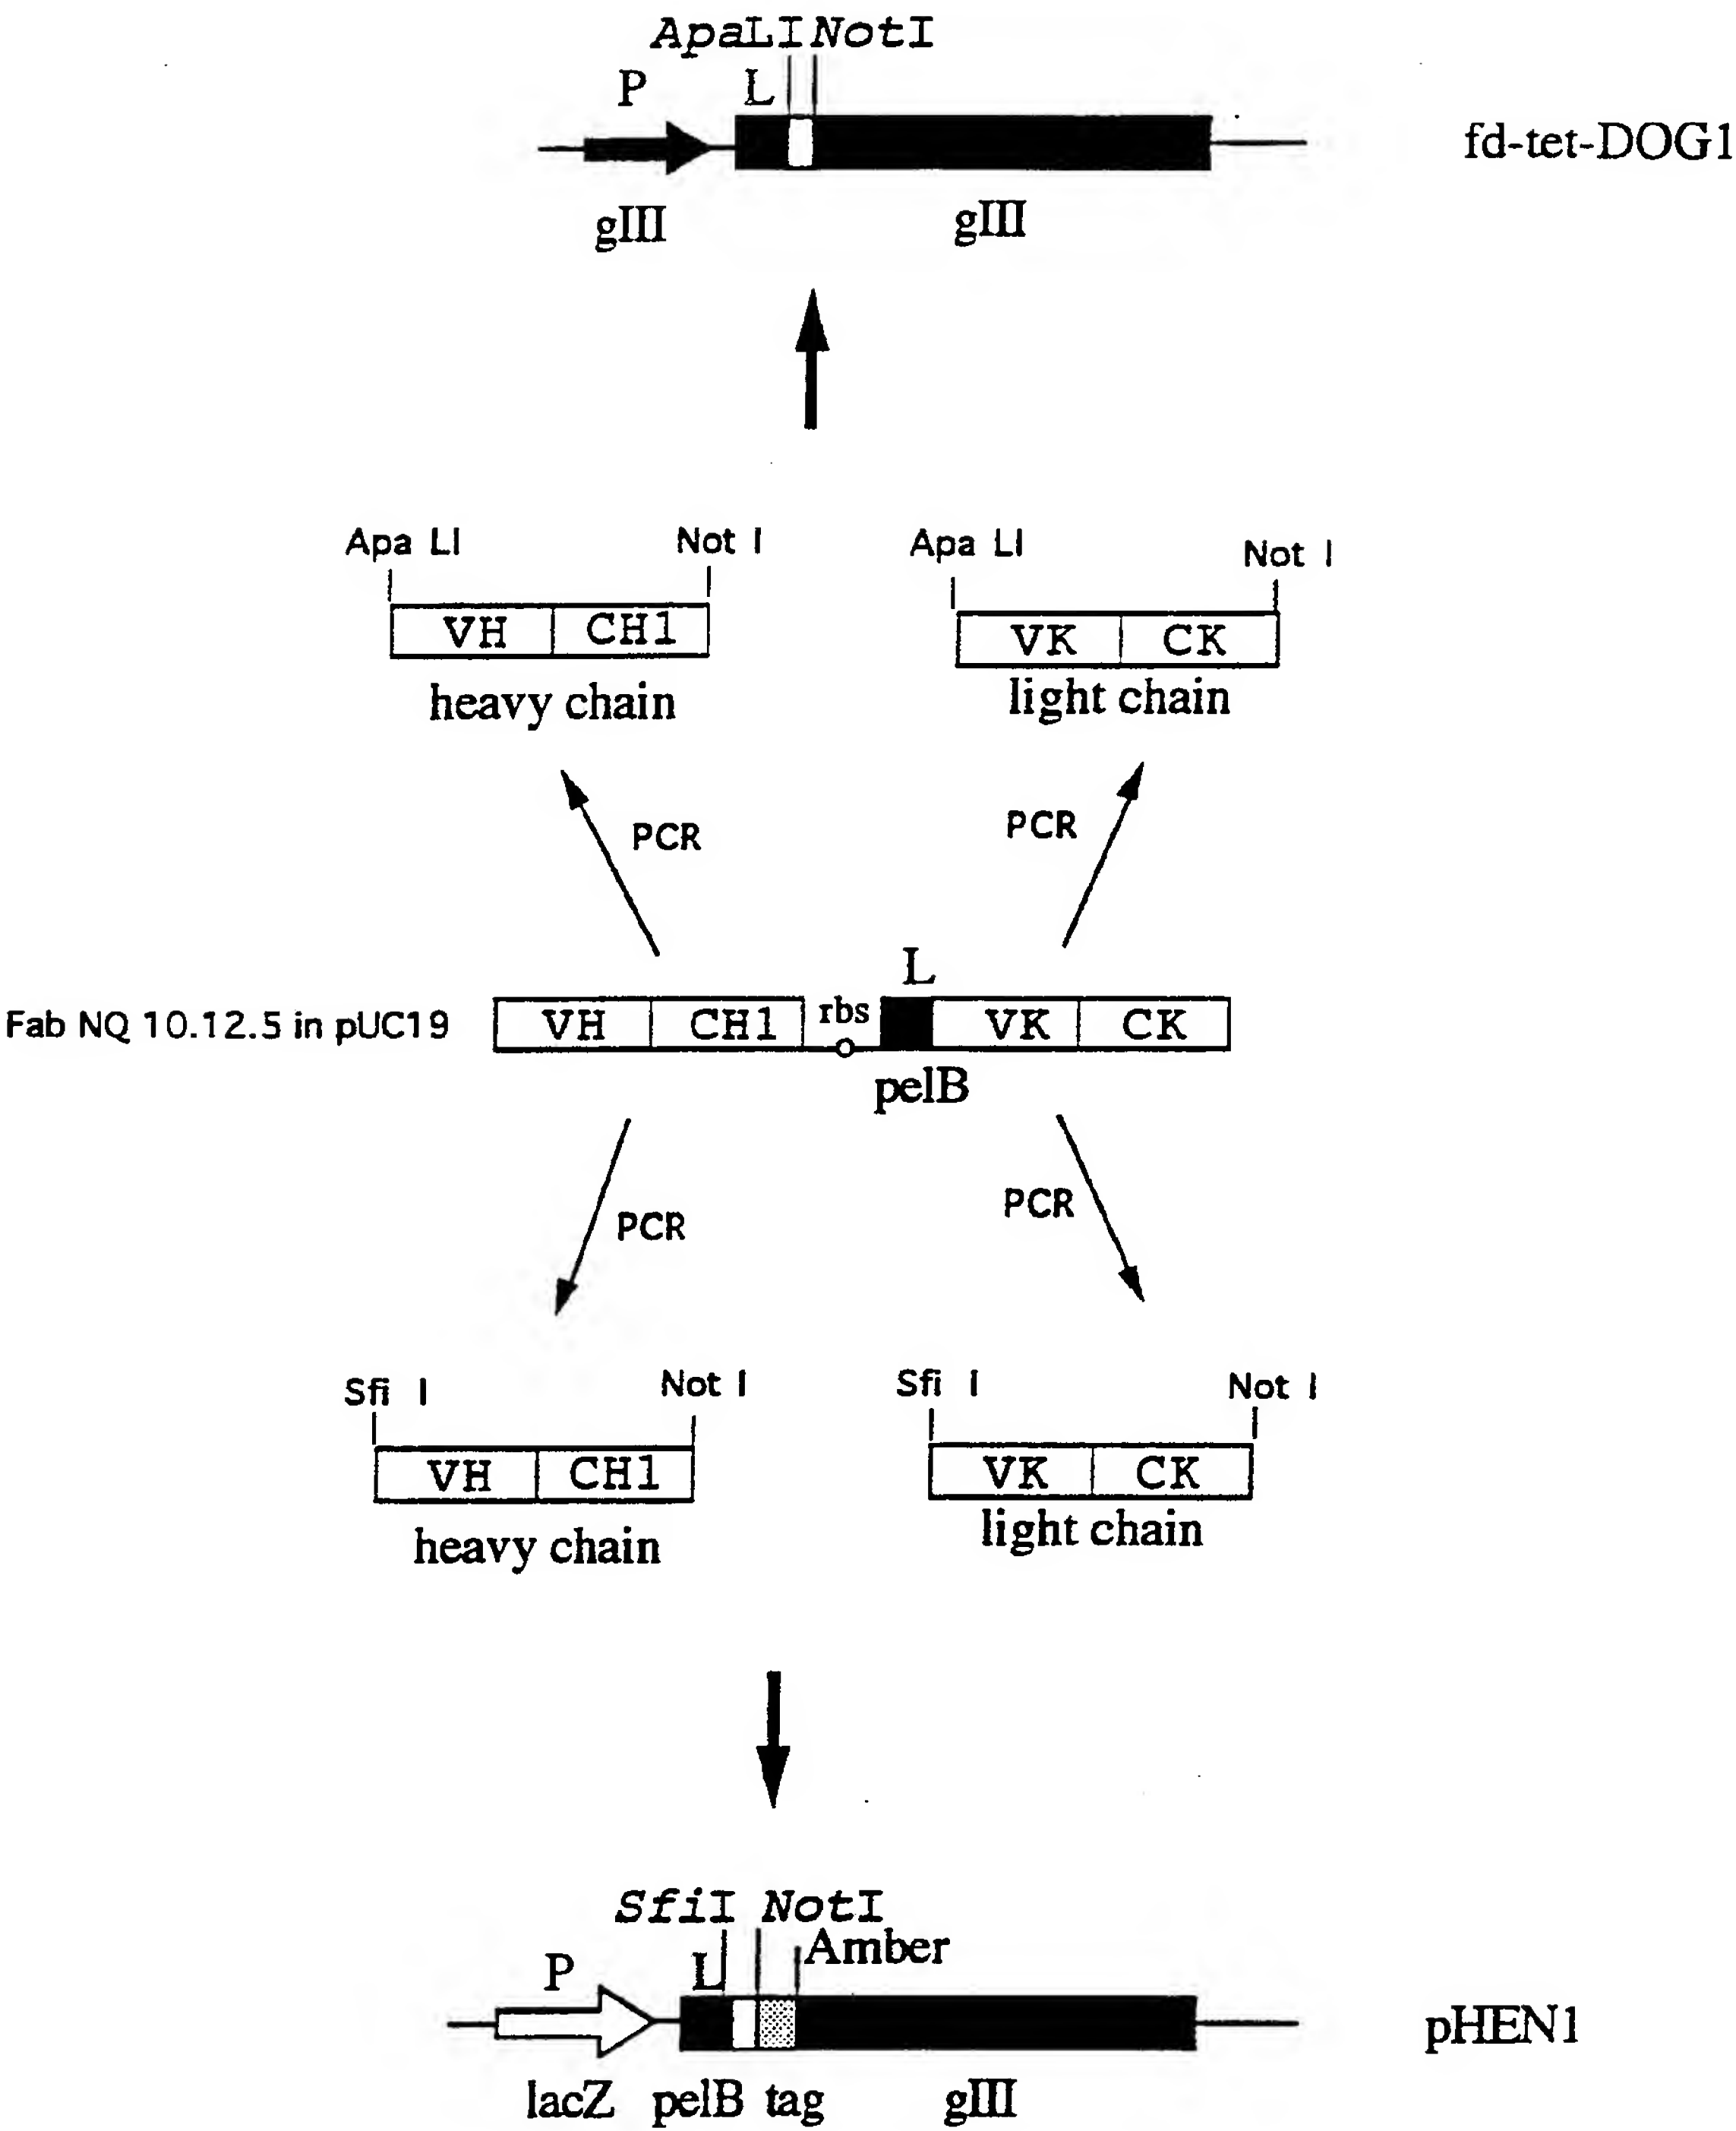 ApaLI NotI
P L
fd-tet-DOG1
gIII gIII
Apa LI Not I Apa LI Not I
VH CH1 VK CK
heavy chain light chain
PCR PCR
L
Fab NQ 10.12.5 in pUC19 VH CH1 rbs VK CK
pelB
PCR PCR
Sfi I Not I Sfi I Not I
VH CH1 VK CK
heavy chain light chain
SfiI NotI
P L Amber
pHEN1
lacZ pelB tag gIII